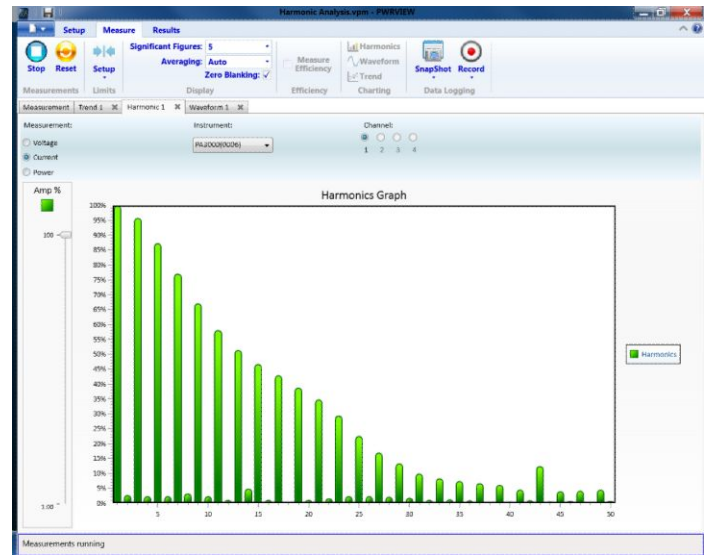 Harmonic Analysis.vpm - PWRVIEW
Setup Measure Results
Stop Reset
Measurements
Setup
Limits
Significant Figures: 5
Averaging: Auto
Zero Blanking:
Display
Measure Efficiency
Efficiency
Harmonics
Waveform
Trend
Charting
SnapShot Record
Data Logging
Measurement Trend 1 Harmonic 1 Waveform 1
Measurement:
Voltage
Current
Power
Instrument:
PA2000(0006)
Channel:
1 2 3 4
Amp %
100
1.00
Harmonics Graph
100%
95%
90%
85%
80%
75%
70%
65%
60%
55%
50%
45%
40%
35%
30%
25%
20%
15%
10%
5%
0%
5 10 15 20 25 30 35 40 45 50
Harmonics
Measurements running